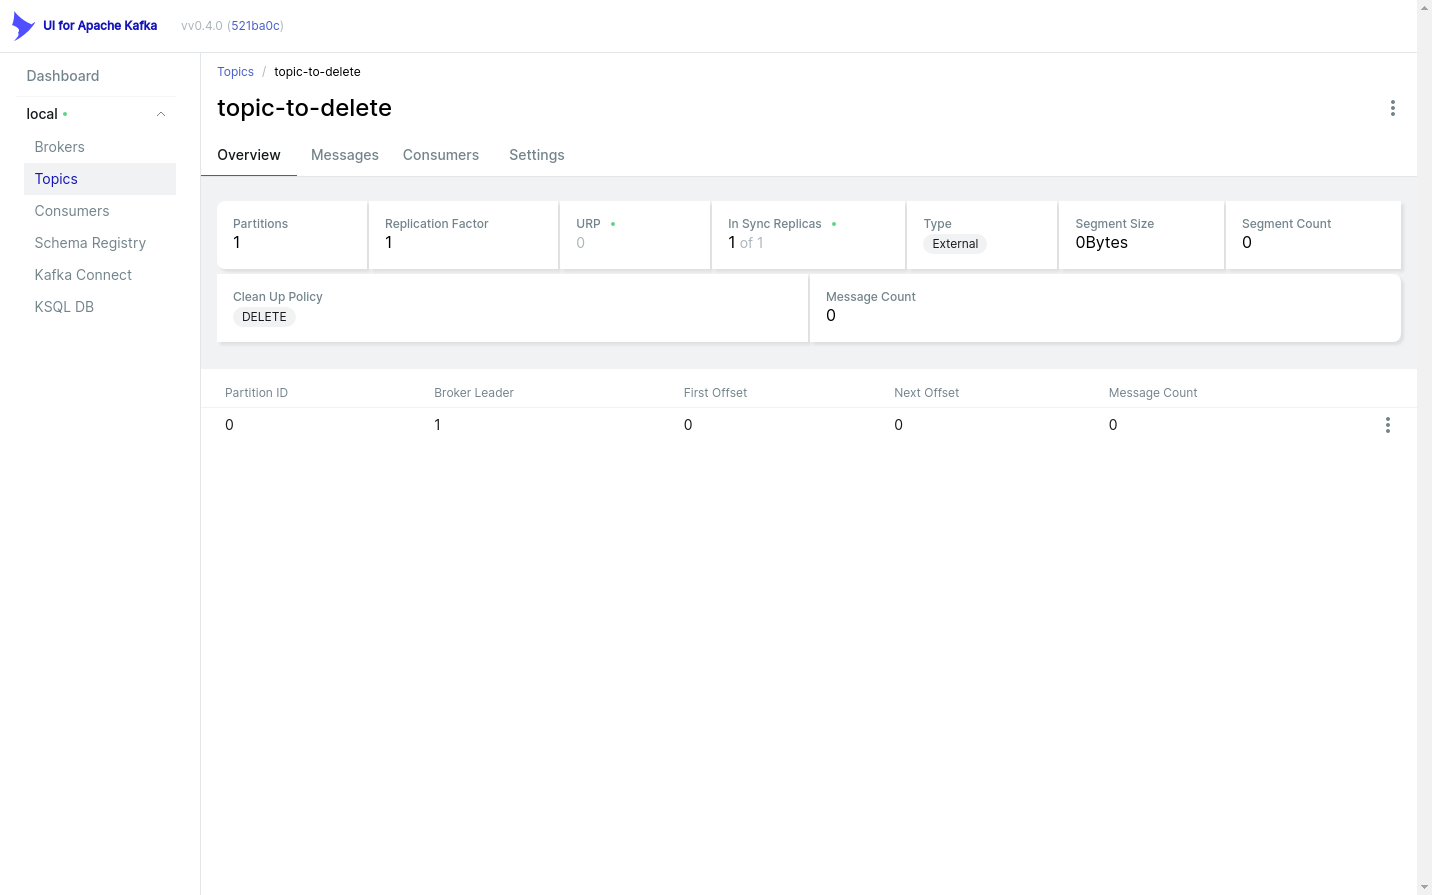 UI for Apache Kafka vv0.4.0 (521ba0c)
Dashboard
local
Brokers
Topics
Consumers
Schema Registry
Kafka Connect
KSQL DB
Topics / topic-to-delete
topic-to-delete
Overview Messages Consumers Settings
Partitions Replication Factor URP In Sync Replicas Type Segment Size Segment Count
1 1 0 1 of 1 External 0Bytes 0
Clean Up Policy Message Count
DELETE 0
Partition ID Broker Leader First Offset Next Offset Message Count
0 1 0 0 0